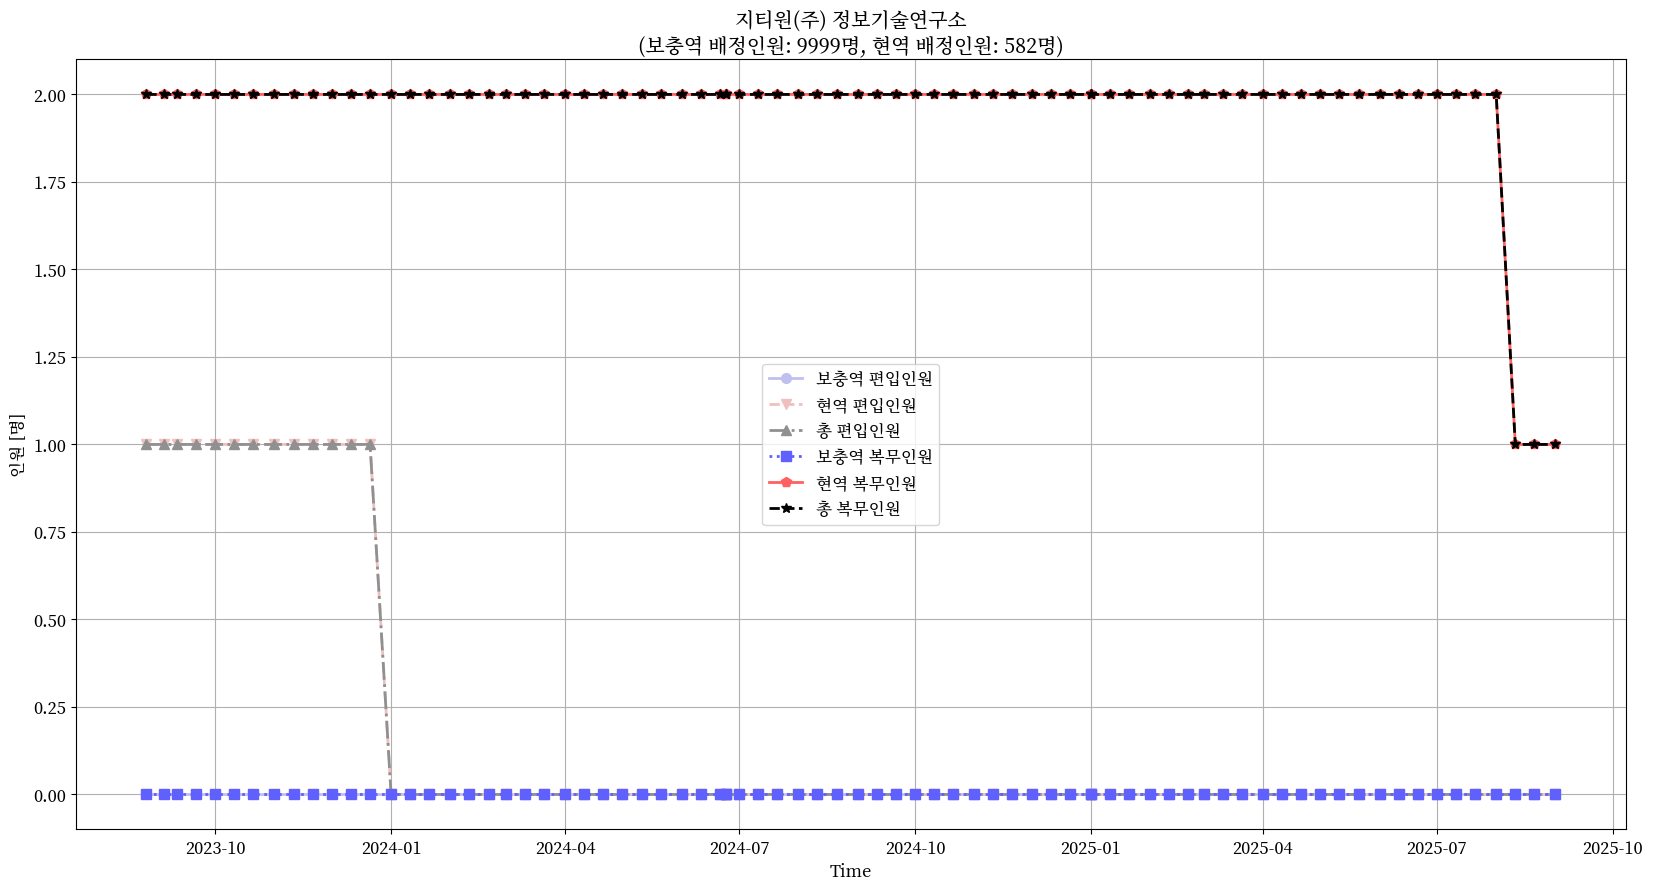 지티원(주) 정보기술연구소
(보충역 배정인원: 9999명, 현역 배정인원: 582명)
2.00
1.75
1.50
1.25
1.00
0.75
0.50
0.25
0.00
인원 [명]
보충역 편입인원
현역 편입인원
총 편입인원
보충역 복무인원
현역 복무인원
총 복무인원
2023-10
2024-01
2024-04
2024-07
2024-10
2025-01
2025-04
2025-07
2025-10
Time